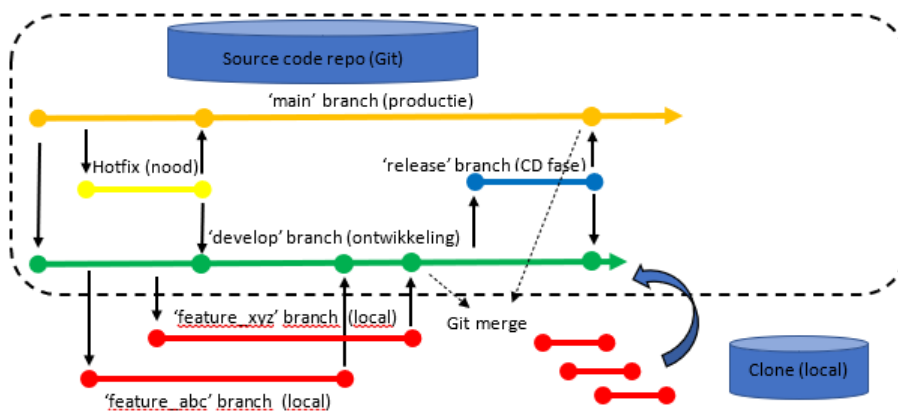 Source code repo (Git)
'main' branch (productie)
Hotfix (nood)
'release' branch (CD fase)
'develop' branch (ontwikkeling)
'feature_xyz' branch (local)
Git merge
Clone (local)
'feature_abc' branch (local)